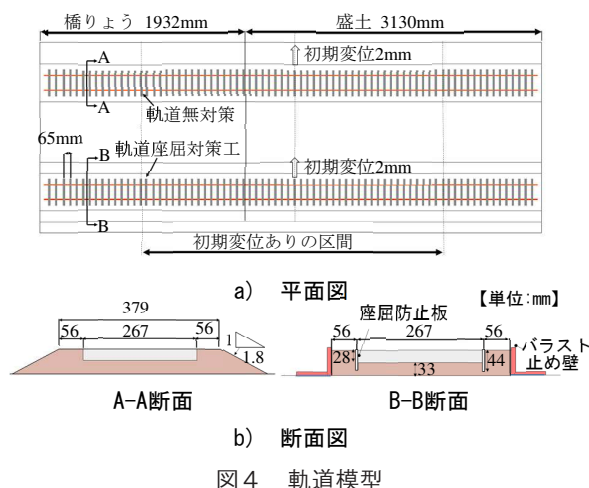 橋りょう 1932mm
盛土 3130mm
A
初期変位2mm
A
軌道無対策
65mm
B
軌道座屈対策工
初期変位2mm
B
初期変位ありの区間
a) 平面図
379
56 267 56
1
1.8
A-A断面
【単位:mm】
座屈防止板
56 267 56
バラスト
止め壁
28
33
44
B-B断面
b) 断面図
図4 軌道模型